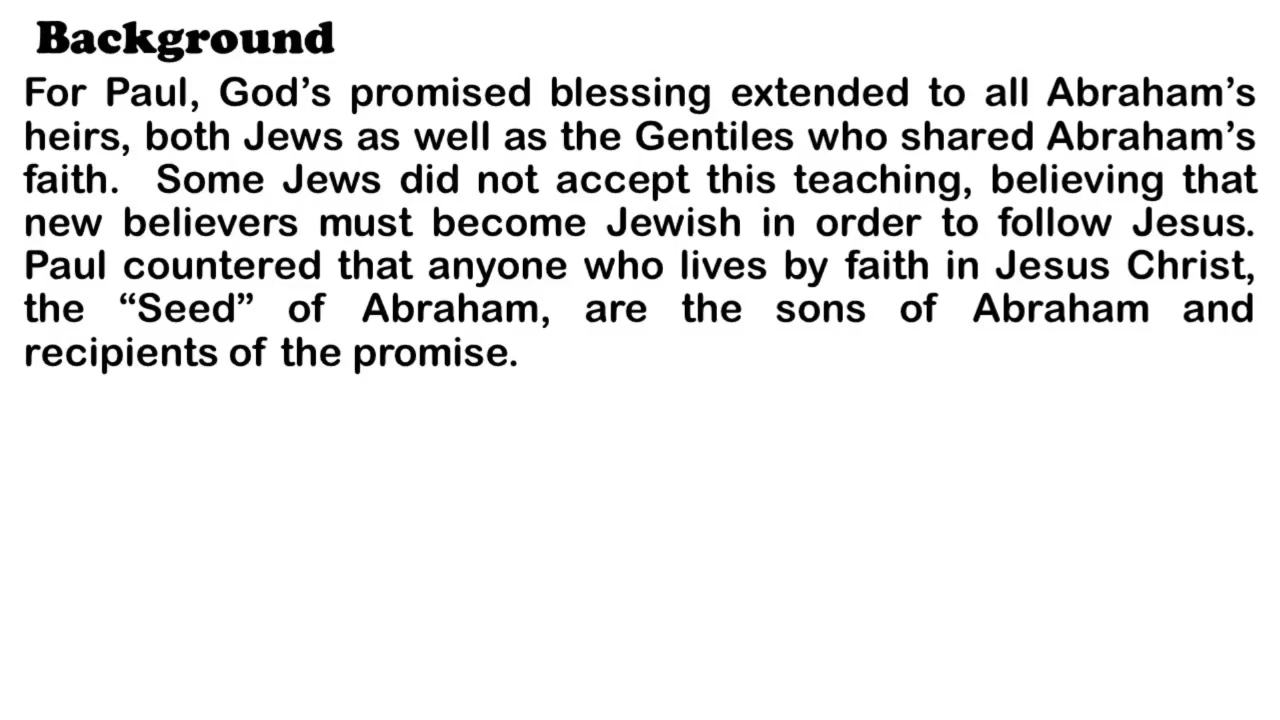 Background
For Paul, God’s promised blessing extended to all Abraham’s
heirs, both Jews as well as the Gentiles who shared Abraham’s
faith.  Some Jews did not accept this teaching, believing that
new believers must become Jewish in order to follow Jesus.
Paul countered that anyone who lives by faith in Jesus Christ,
the “Seed” of Abraham, are the sons of Abraham and
recipients of the promise.